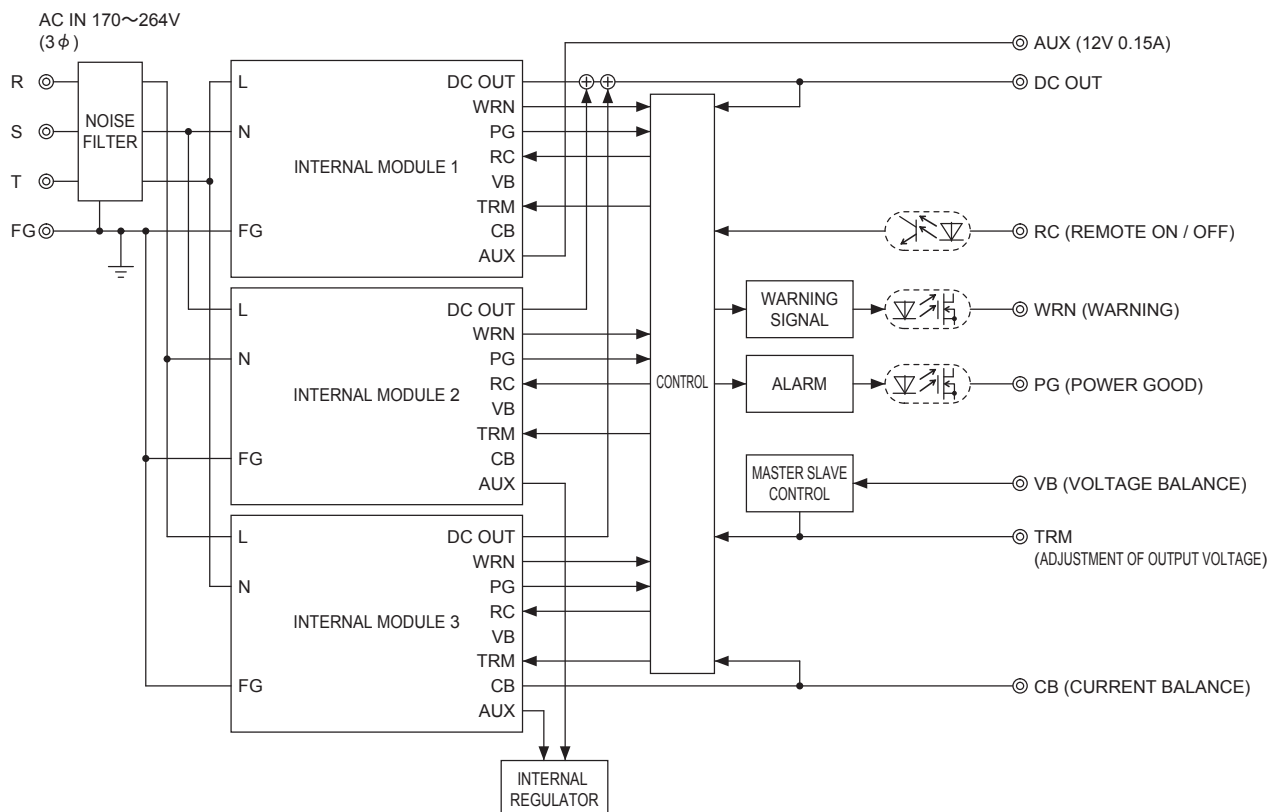 AC IN 170～264V
(3φ)
R
S
T
FG
NOISE
FILTER
L
N
FG
INTERNAL MODULE 1
DC OUT
WRN
PG
RC
VB
TRM
CB
AUX
L
N
FG
INTERNAL MODULE 2
DC OUT
WRN
PG
RC
VB
TRM
CB
AUX
L
N
FG
INTERNAL MODULE 3
DC OUT
WRN
PG
RC
VB
TRM
CB
AUX
INTERNAL
REGULATOR
CONTROL
WARNING
SIGNAL
ALARM
MASTER SLAVE
CONTROL
AUX (12V 0.15A)
DC OUT
RC (REMOTE ON / OFF)
WRN (WARNING)
PG (POWER GOOD)
VB (VOLTAGE BALANCE)
TRM
(ADJUSTMENT OF OUTPUT VOLTAGE)
CB (CURRENT BALANCE)